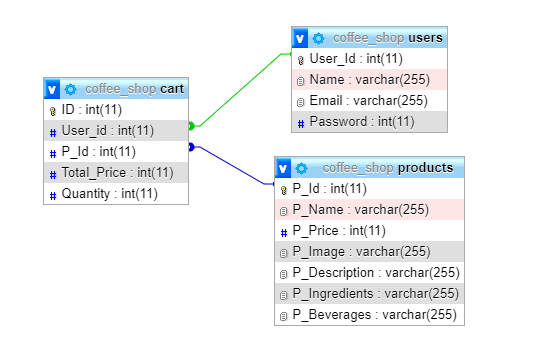 coffee_shop users
User_Id : int(11)
Name : varchar(255)
Email : varchar(255)
Password : int(11)
coffee_shop cart
ID : int(11)
User_id : int(11)
P_Id : int(11)
Total_Price : int(11)
Quantity : int(11)
coffee_shop products
P_Id : int(11)
P_Name : varchar(255)
P_Price : int(11)
P_Image : varchar(255)
P_Description : varchar(255)
P_Ingredients : varchar(255)
P_Beverages : varchar(255)